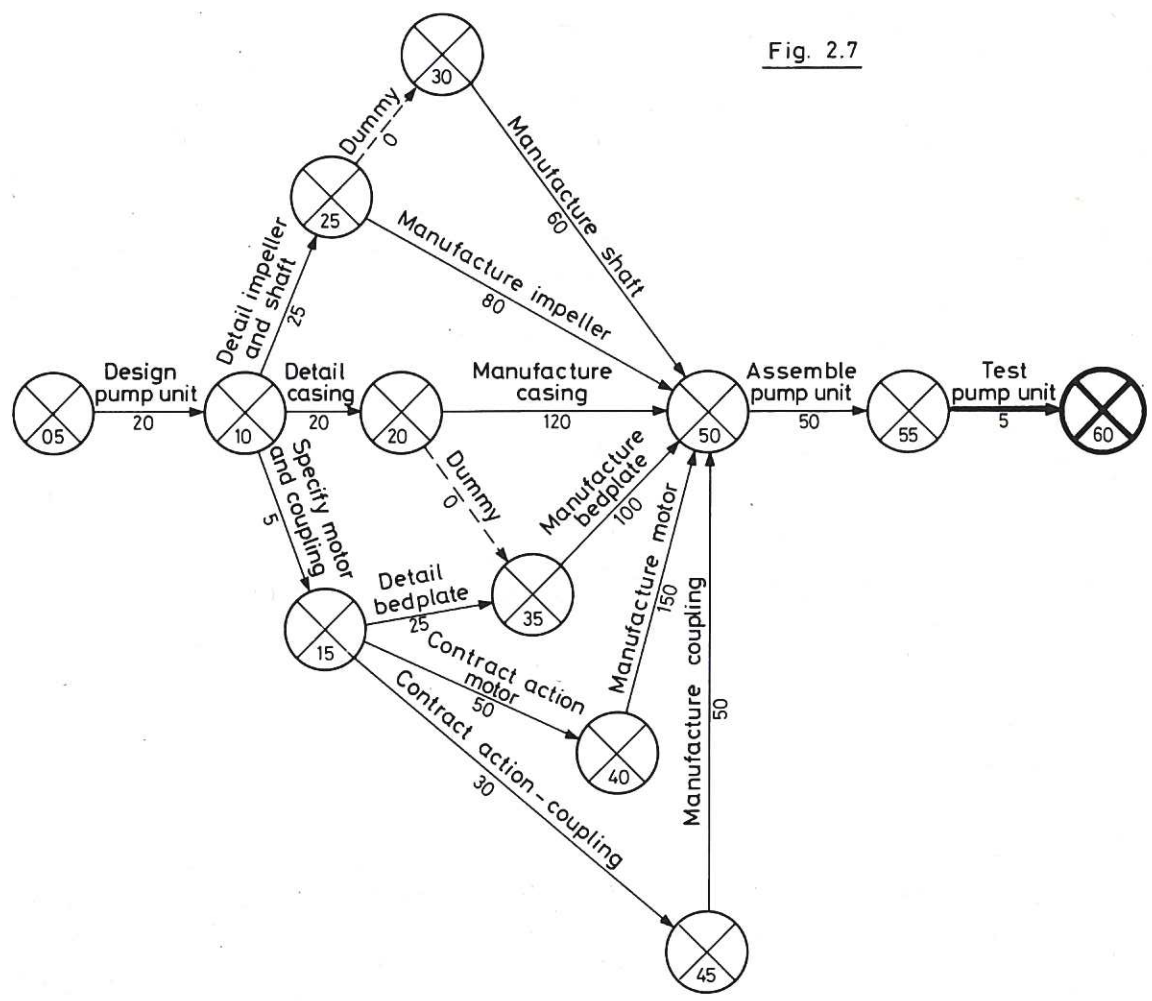 Fig. 2.7
30
Dummy
0
Manufacture shaft
60
25
Detail impeller
and shaft
25
Manufacture impeller
80
05
Design
pump unit
20
10
Detail
casing
20
20
Manufacture
casing
120
50
Assemble
pump unit
50
55
Test
pump unit
5
60
Specify motor
and coupling
5
Dummy
0
Manufacture
bedplate
100
15
Detail
bedplate
25
35
Contract action
motor
50
40
Manufacture motor
150
Contract action-coupling
30
Manufacture coupling
50
45